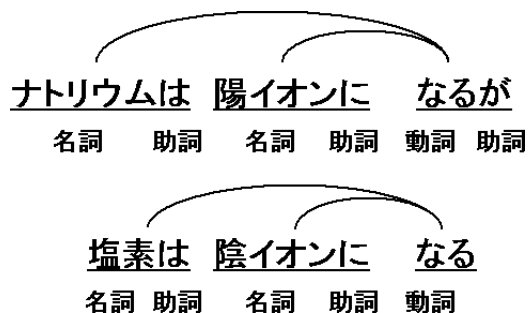 ナトリウムは 陽イオンに なるが
名詞 助詞 名詞 助詞 動詞 助詞
塩素は 陰イオンに なる
名詞 助詞 名詞 助詞 動詞